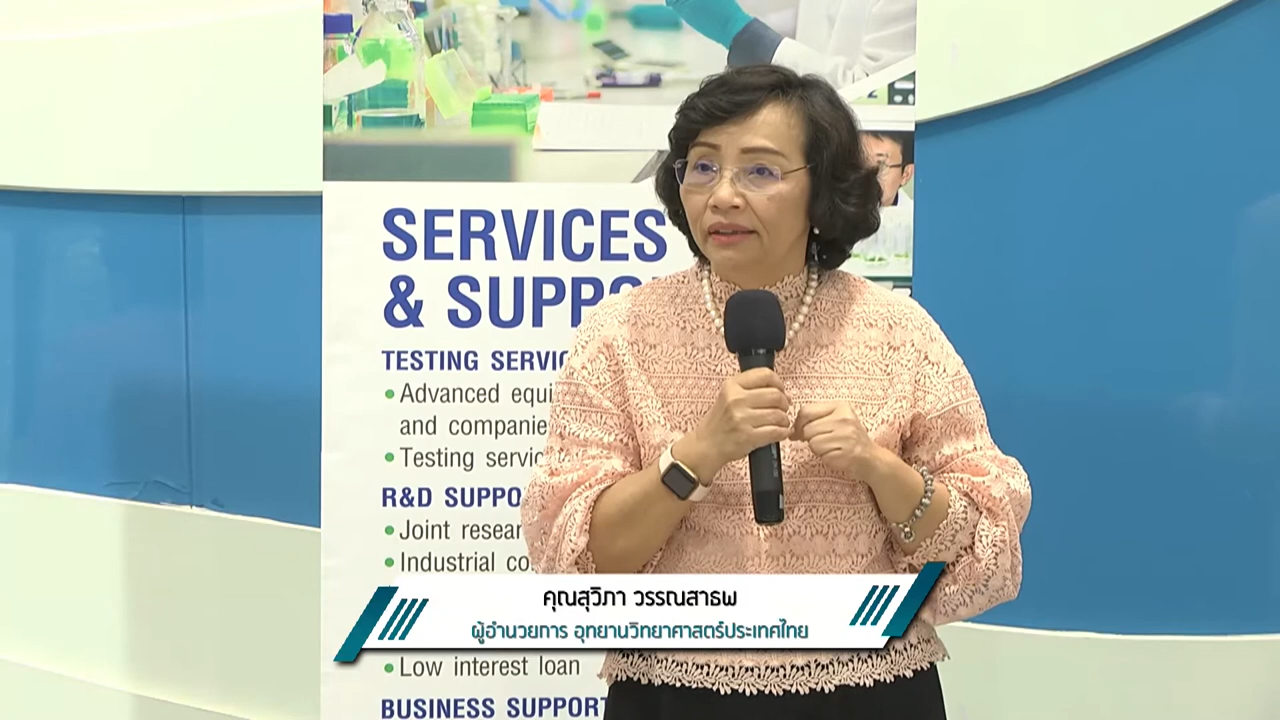 SERVICES
& SUPPO
TESTING SERVIC
• Advanced equi
and companie
• Testing servic
R&D SUPPO
• Joint resear
• Industrial co
คุณสุวิภา วรรณสาธพ
ผู้อำนวยการ อุทยานวิทยาศาสตร์ประเทศไทย
• Low interest loan
BUSINESS SUPPORT